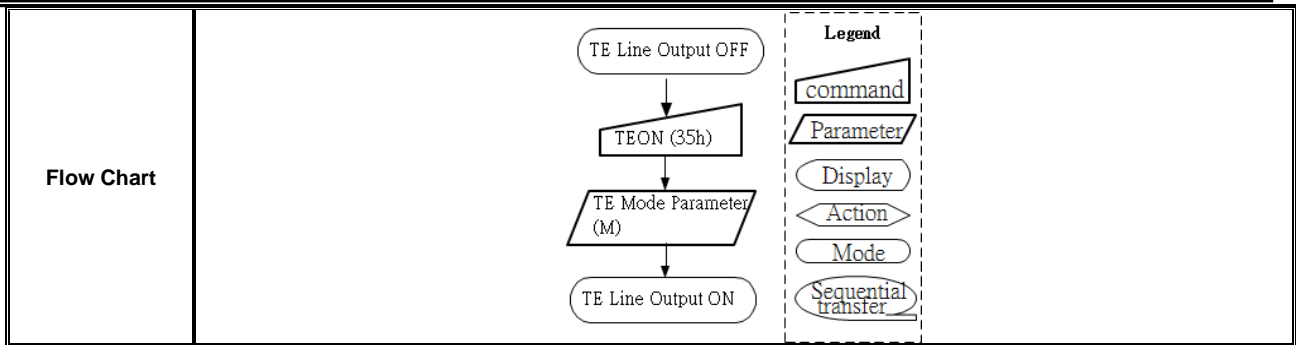 Flow Chart
TE Line Output OFF
TEON (35h)
TE Mode Parameter
(M)
TE Line Output ON
Legend
command
Parameter
Display
Action
Mode
Sequential
transfer